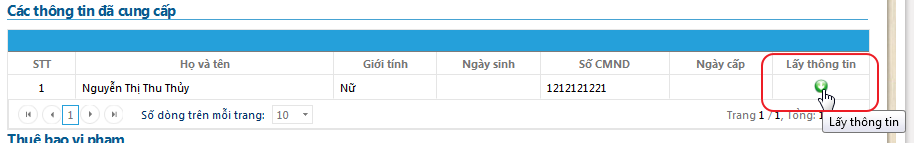 Các thông tin đã cung cấp
STT Họ và tên Giới tính Ngày sinh Số CMND Ngày cấp Lấy thông tin
1 Nguyễn Thị Thu Thủy Nữ 1212121221
1 Số dòng trên mỗi trang: 10 Trang 1 / 1, Tổng:
Lấy thông tin
Thuê bao vi phạm